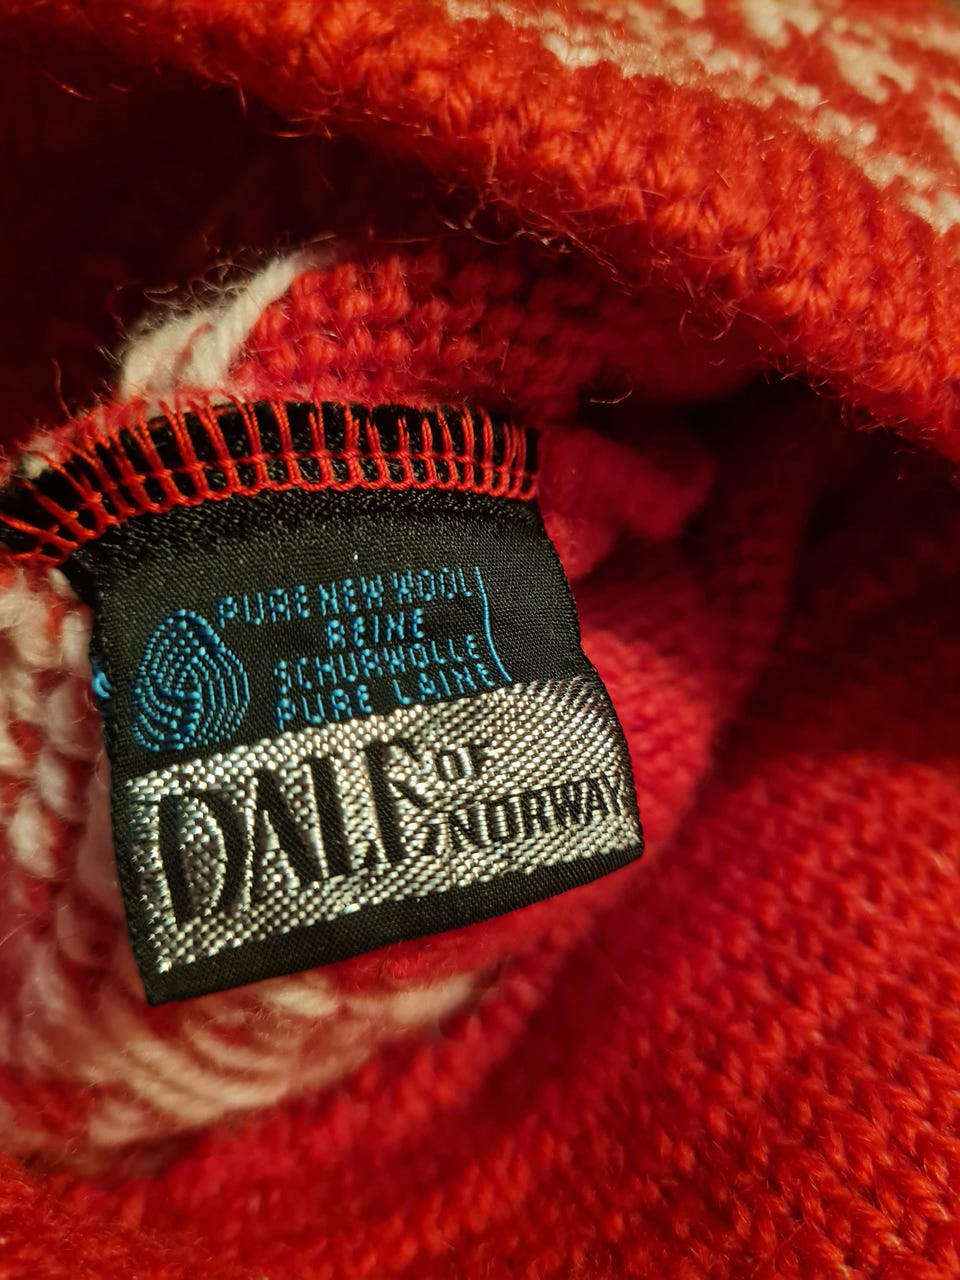 PURE NEW WOOL
REINE
SCHURWOLLE
PURE LAINE
DALE OF
NORWAY